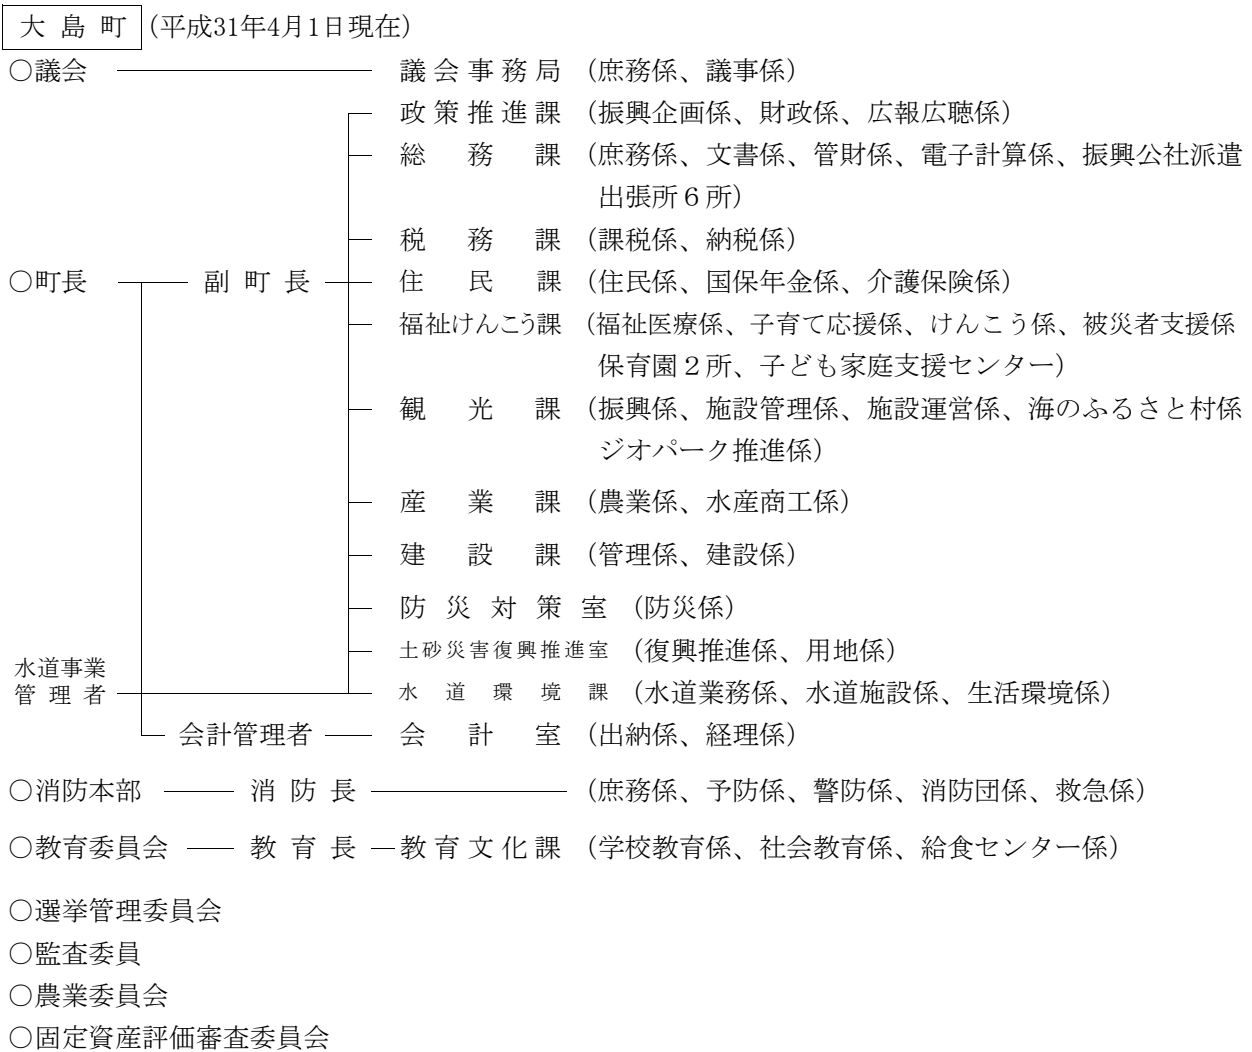 大島町 (平成31年4月1日現在)
○議会 議会事務局 (庶務係、議事係)
政策推進課 (振興企画係、財政係、広報広聴係)
総務課 (庶務係、文書係、管財係、電子計算係、振興公社派遣
出張所６所)
税務課 (課税係、納税係)
○町長 副町長 住民課 (住民係、国保年金係、介護保険係)
福祉けんこう課 (福祉医療係、子育て応援係、けんこう係、被災者支援係
保育園２所、子ども家庭支援センター)
観光課 (振興係、施設管理係、施設運営係、海のふるさと村係
ジオパーク推進係)
産業課 (農業係、水産商工係)
建設課 (管理係、建設係)
防災対策室 (防災係)
土砂災害復興推進室 (復興推進係、用地係)
水道事業
管理者 水道環境課 (水道業務係、水道施設係、生活環境係)
会計管理者 会計室 (出納係、経理係)
○消防本部 消防長 (庶務係、予防係、警防係、消防団係、救急係)
○教育委員会 教育長 教育文化課 (学校教育係、社会教育係、給食センター係)
○選挙管理委員会
○監査委員
○農業委員会
○固定資産評価審査委員会